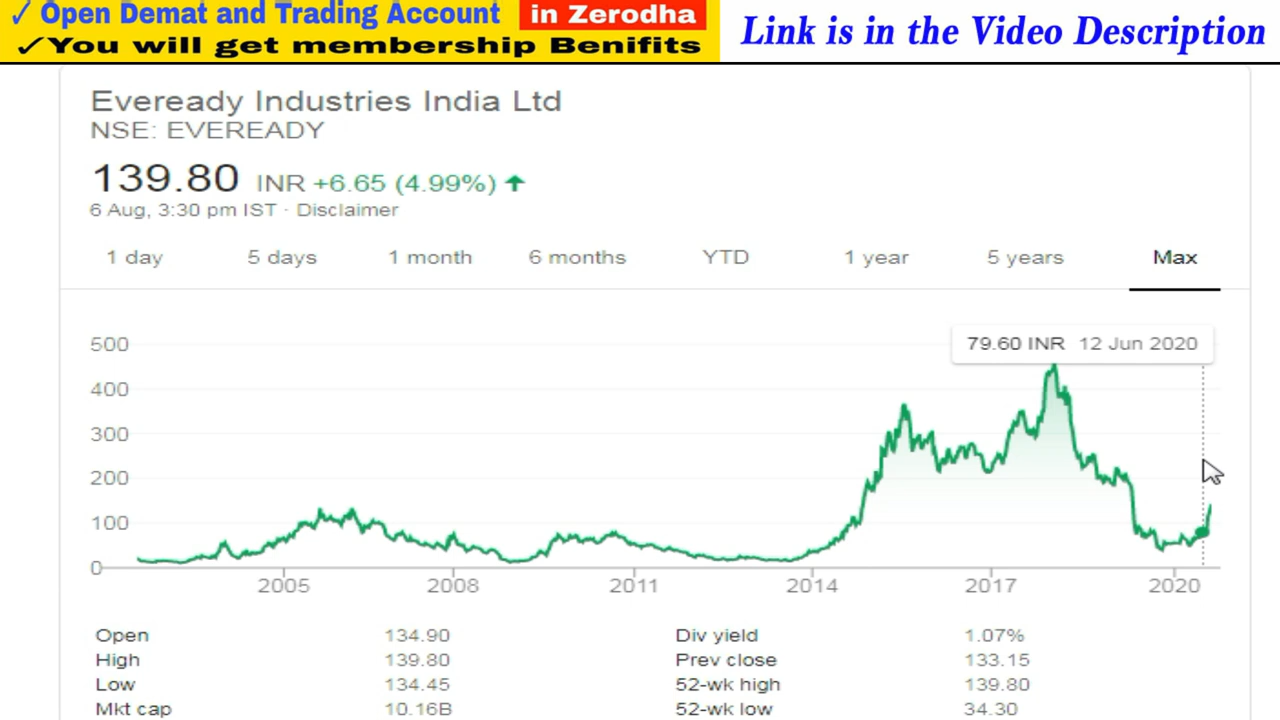 ✓ Open Demat and Trading Account in Zerodha
✓You will get membership Benifits
Link is in the Video Description
Eveready Industries India Ltd
NSE: EVEREADY
139.80 INR +6.65 (4.99%) ↑
6 Aug, 3:30 pm IST · Disclaimer
1 day 5 days 1 month 6 months YTD 1 year 5 years Max
79.60 INR 12 Jun 2020
500
400
300
200
100
0
2005 2008 2011 2014 2017 2020
Open 134.90 Div yield 1.07%
High 139.80 Prev close 133.15
Low 134.45 52-wk high 139.80
Mkt cap 10.16B 52-wk low 34.30